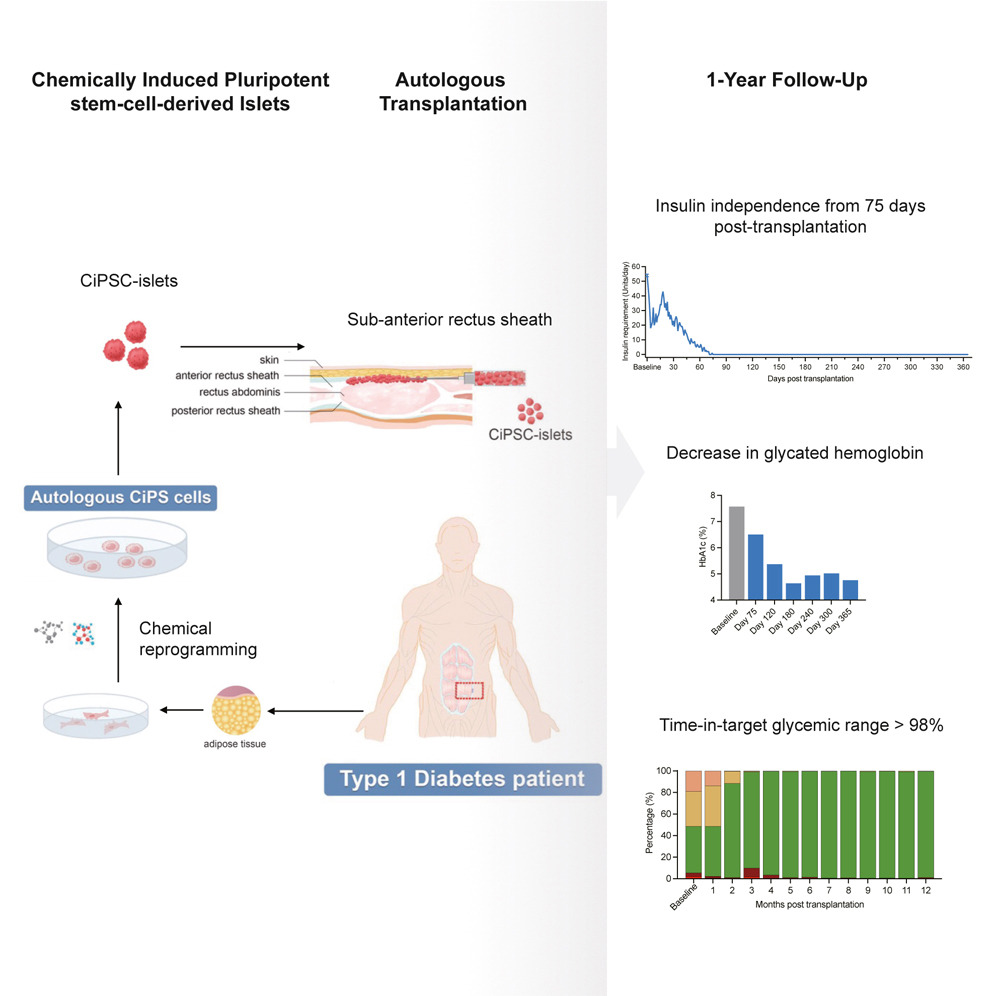 Chemically Induced Pluripotent
stem-cell-derived Islets
Autologous
Transplantation
1-Year Follow-Up
CiPSC-islets
Sub-anterior rectus sheath
skin
anterior rectus sheath
rectus abdominis
posterior rectus sheath
CiPSC-islets
Autologous CiPS cells
Chemical
reprogramming
adipose tissue
Type 1 Diabetes patient
Insulin independence from 75 days
post-transplantation
Insulin requirement (Units/day)
60
50
40
30
20
10
0
Baseline 30 60 90 120 150 180 210 240 270 300 330 360
Days post transplantation
Decrease in glycated hemoglobin
HbA1c (%)
8
7
6
5
4
Baseline Day 75 Day 120 Day 180 Day 240 Day 300 Day 365
Time-in-target glycemic range > 98%
Percentage (%)
100
80
60
40
20
0
Baseline 1 2 3 4 5 6 7 8 9 10 11 12
Months post transplantation